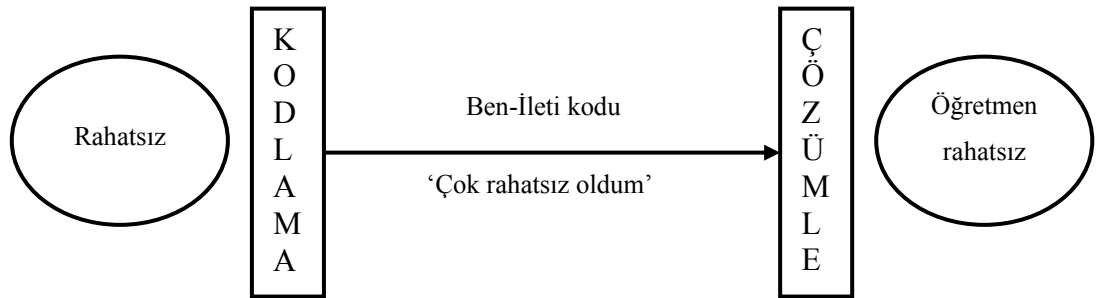 Rahatsız
KODLAMA
Ben-İleti kodu
‘Çok rahatsız oldum’
ÇÖZÜMLE
Öğretmen
rahatsız